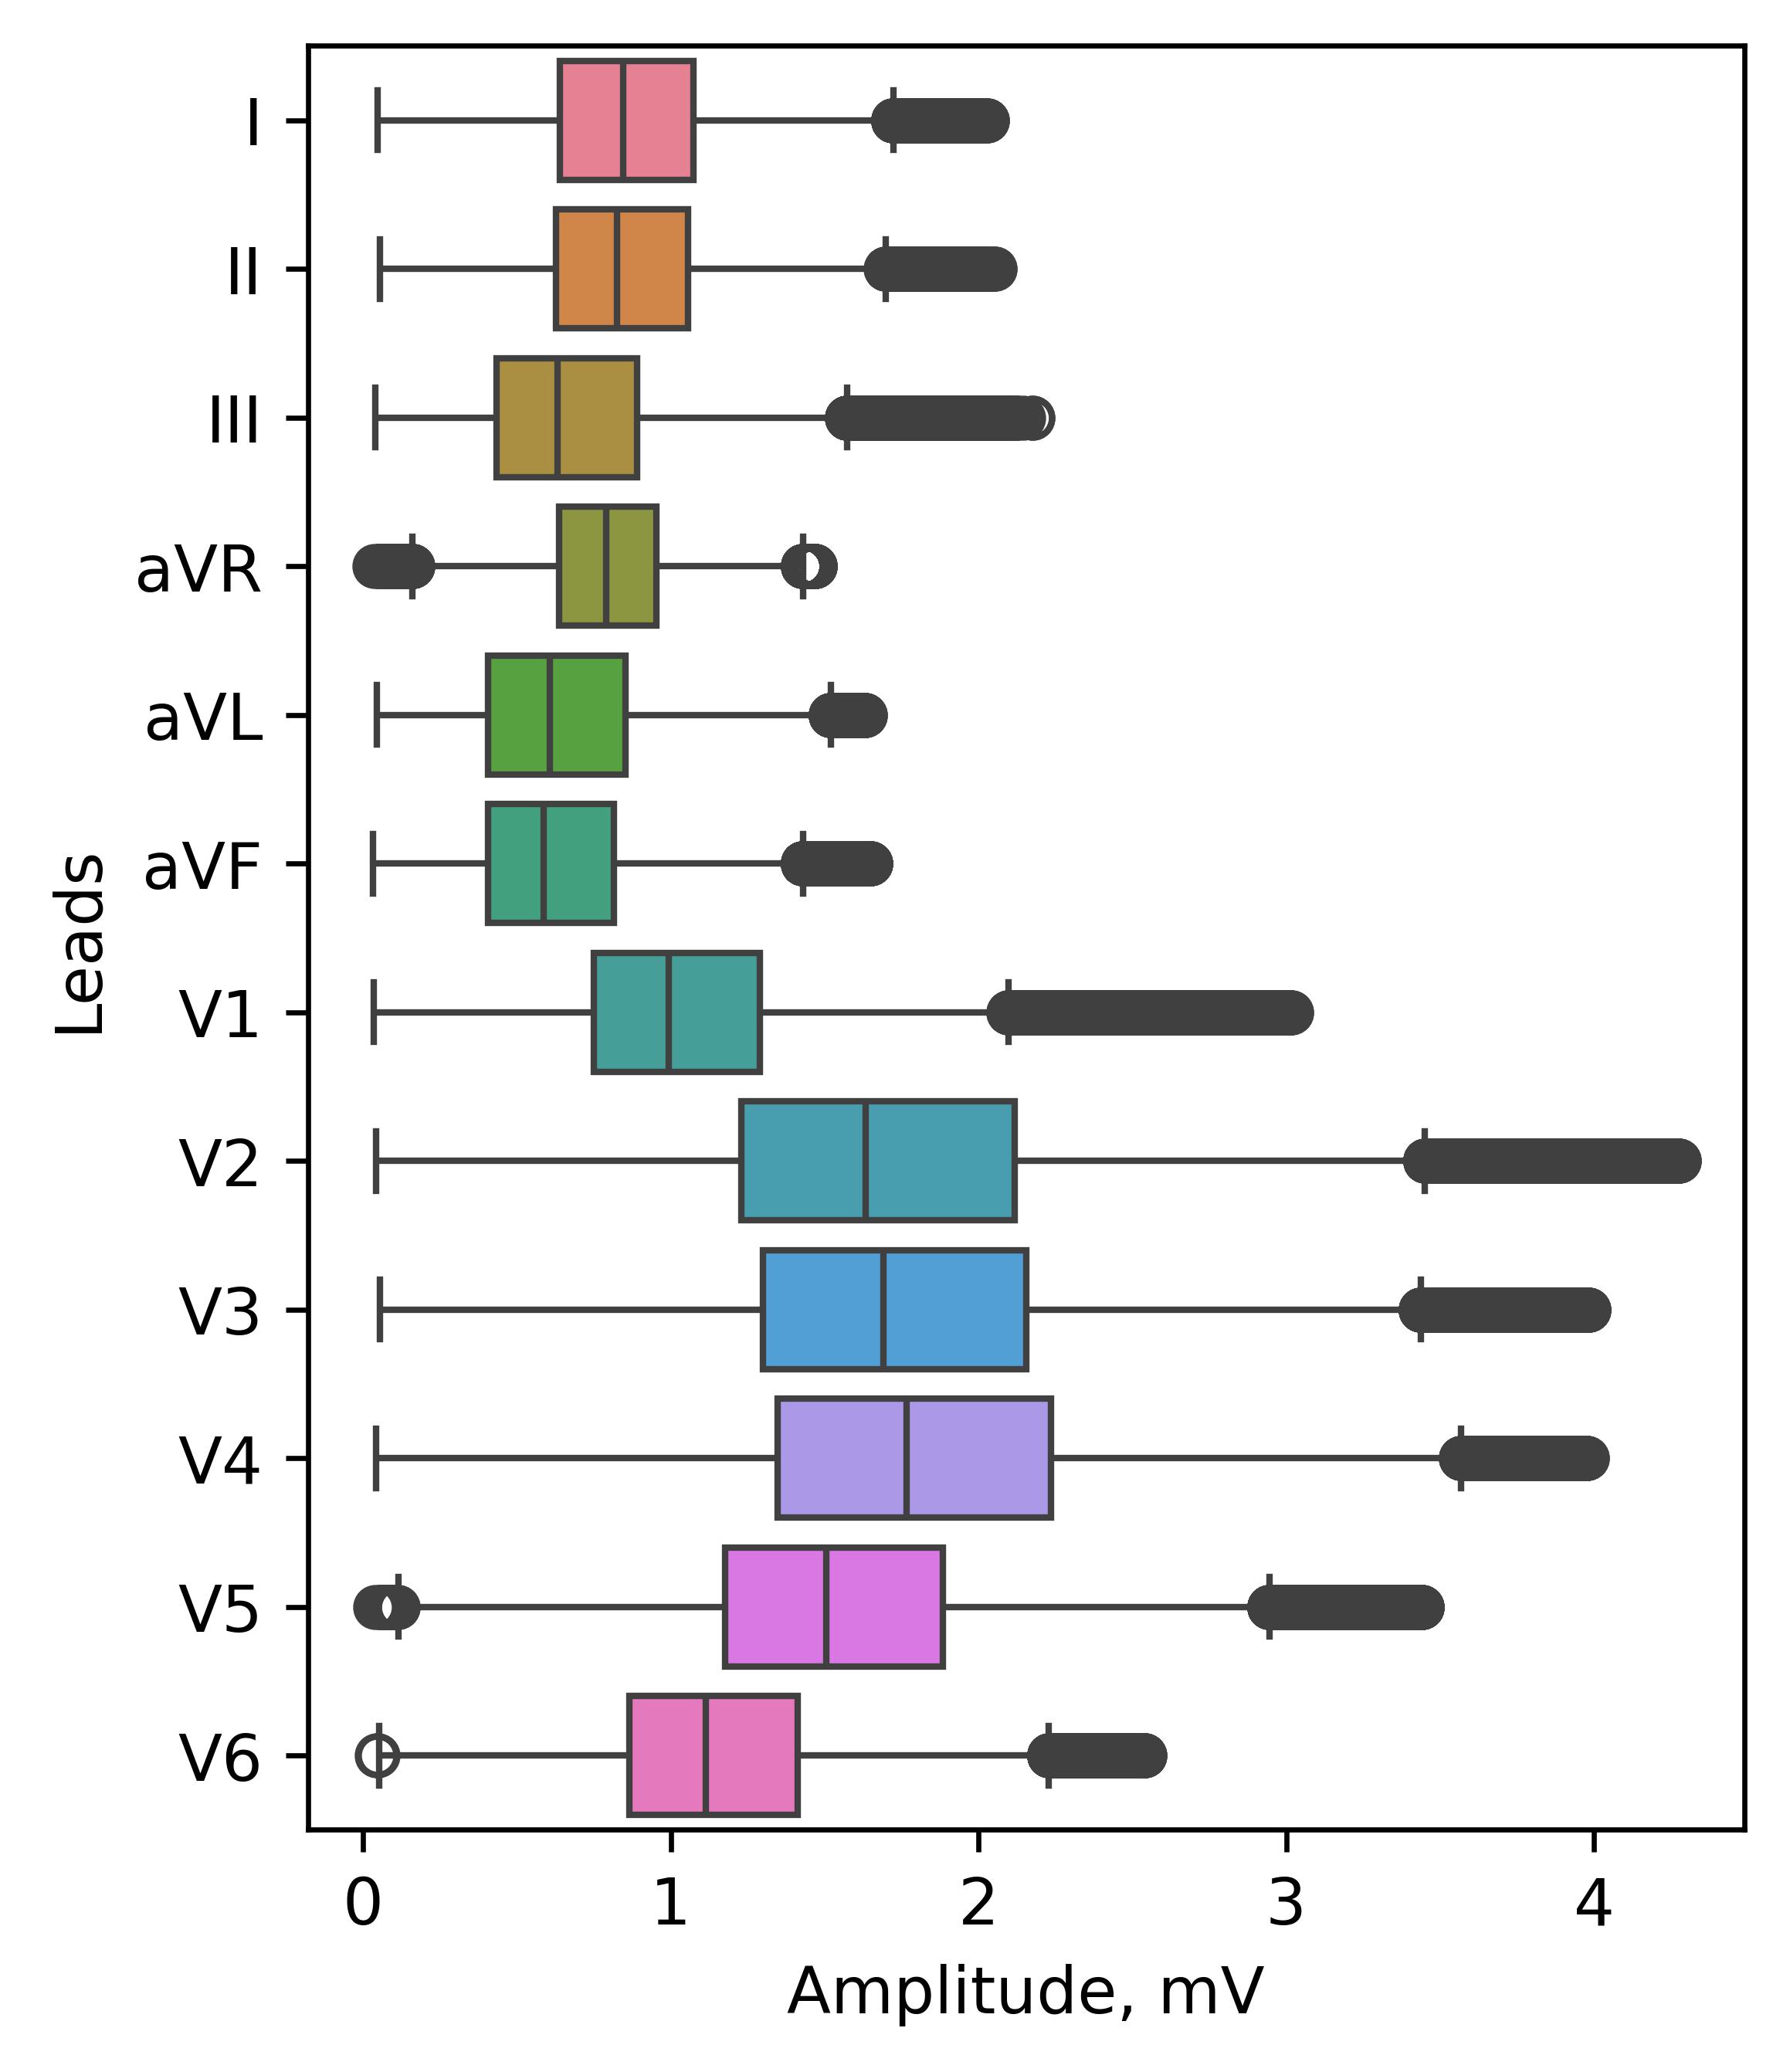 I
II
III
aVR
aVL
aVF
V1
V2
V3
V4
V5
V6
Leads
0 1 2 3 4
Amplitude, mV